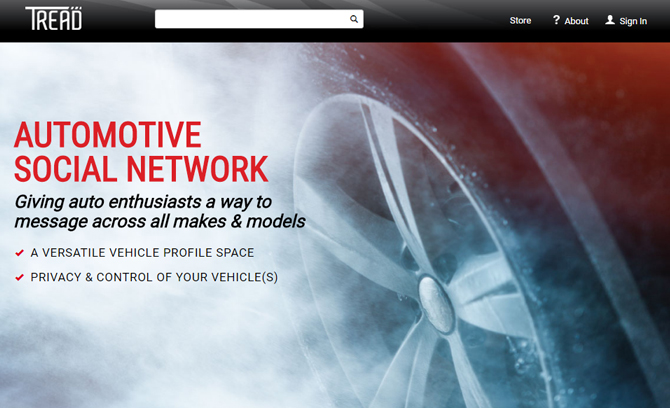 TREAD
Store
About
Sign In
AUTOMOTIVE
SOCIAL NETWORK
Giving auto enthusiasts a way to
message across all makes & models
A VERSATILE VEHICLE PROFILE SPACE
PRIVACY & CONTROL OF YOUR VEHICLE(S)